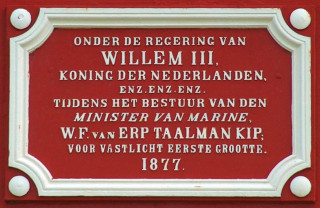 ONDER DE REGERING VAN
WILLEM III,
KONING DER NEDERLANDEN,
ENZ. ENZ. ENZ.
TIJDENS HET BESTUUR VAN DEN
MINISTER VAN MARINE,
W.F. VAN ERP TAALMAN KIP;
VOOR VASTLICHT EERSTE GROOTTE.
1877.